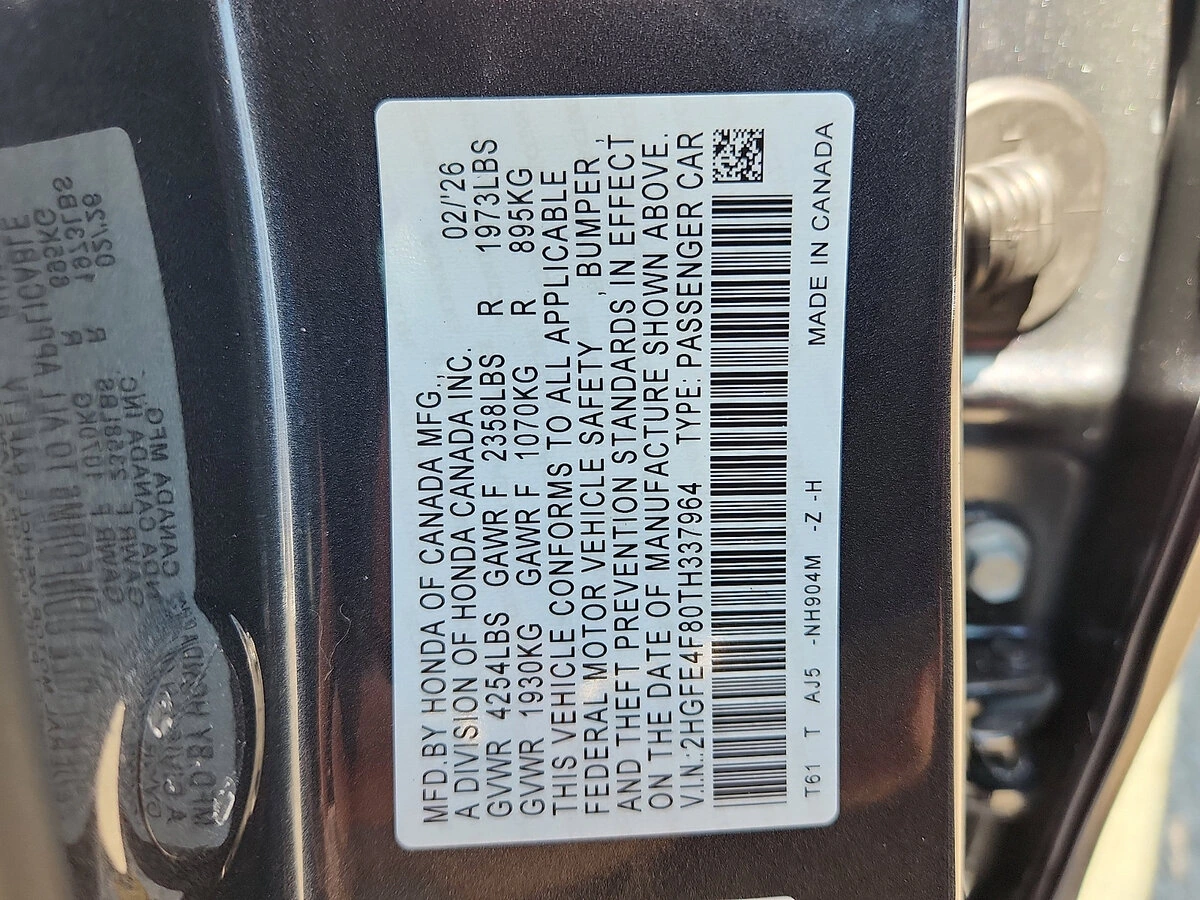 MFD.BY HONDA OF CANADA MFG.,
A DIVISION OF HONDA CANADA INC. 02/'26
GVWR 4254LBS GAWR F 2358LBS R 1973LBS
GVWR 1930KG GAWR F 1070KG R 895KG
THIS VEHICLE CONFORMS TO ALL APPLICABLE
FEDERAL MOTOR VEHICLE SAFETY , BUMPER ,
AND THEFT PREVENTION STANDARDS IN EFFECT
ON THE DATE OF MANUFACTURE SHOWN ABOVE.
V.I.N.:2HGFE4F80TH337964 TYPE: PASSENGER CAR
T61 T AJ5 -NH904M -Z -H MADE IN CANADA